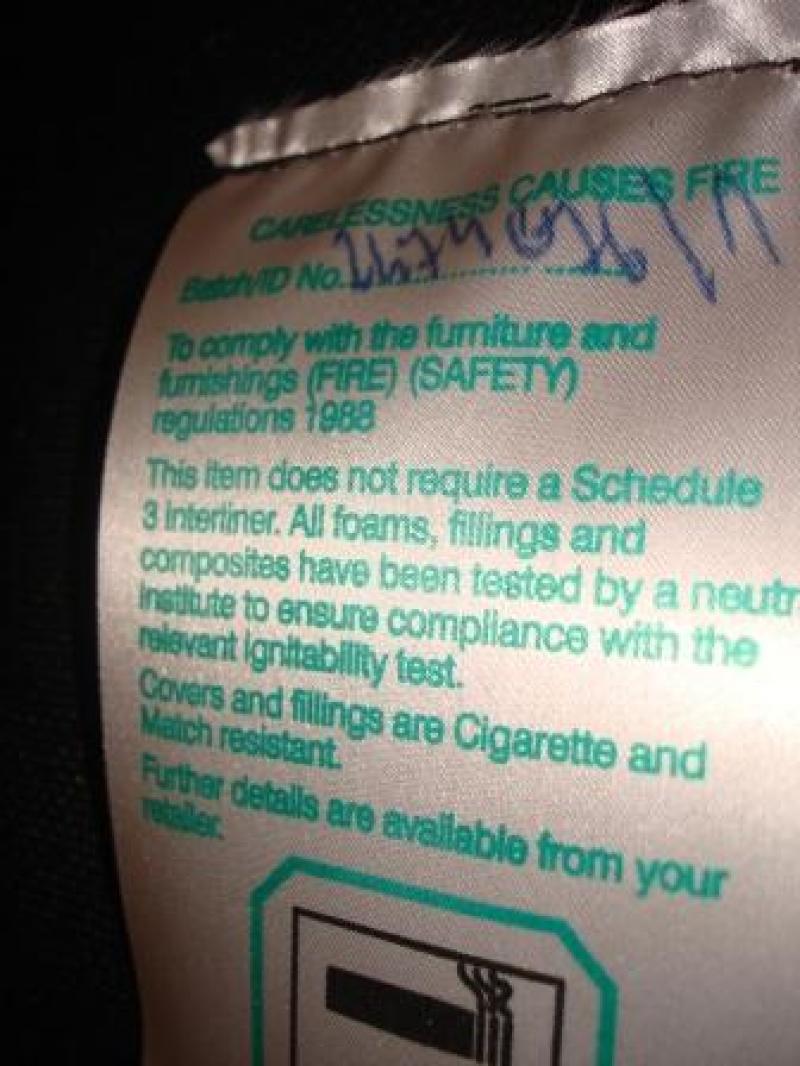 CARELESSNESS CAUSES FIRE
Batch/ID No.
To comply with the furniture and
furnishings (FIRE) (SAFETY)
regulations 1988
This item does not require a Schedule
3 interliner. All foams, fillings and
composites have been tested by a neutr
institute to ensure compliance with the
relevant ignitability test.
Covers and fillings are Cigarette and
Match resistant.
Further details are available from your
retailer.